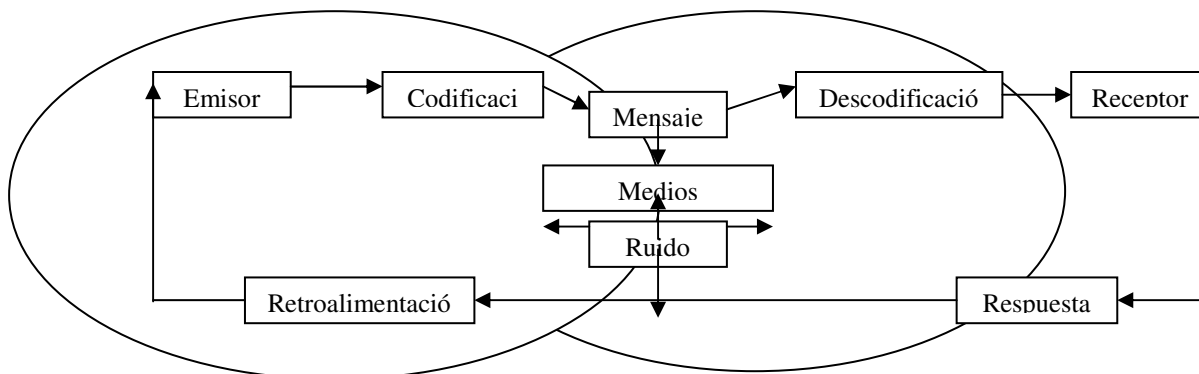 Emisor
Codificaci
Mensaje
Descodificació
Receptor
Medios
Ruido
Retroalimentació
Respuesta